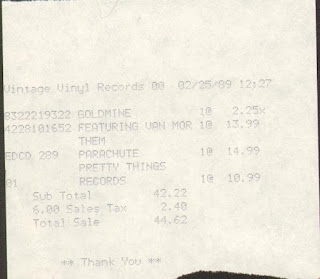 Vintage Vinyl Records 00 02/25/09 12:27
8322219322 GOLDMINE 1@ 2.25x
4228101652 FEATURING VAN MOR 1@ 13.99
THEM
EDCD 289 PARACHUTE 1@ 14.99
PRETTY THINGS
01 RECORDS 1@ 10.99
Sub Total 42.22
6.00 Sales Tax 2.40
Total Sale 44.62
** Thank You **